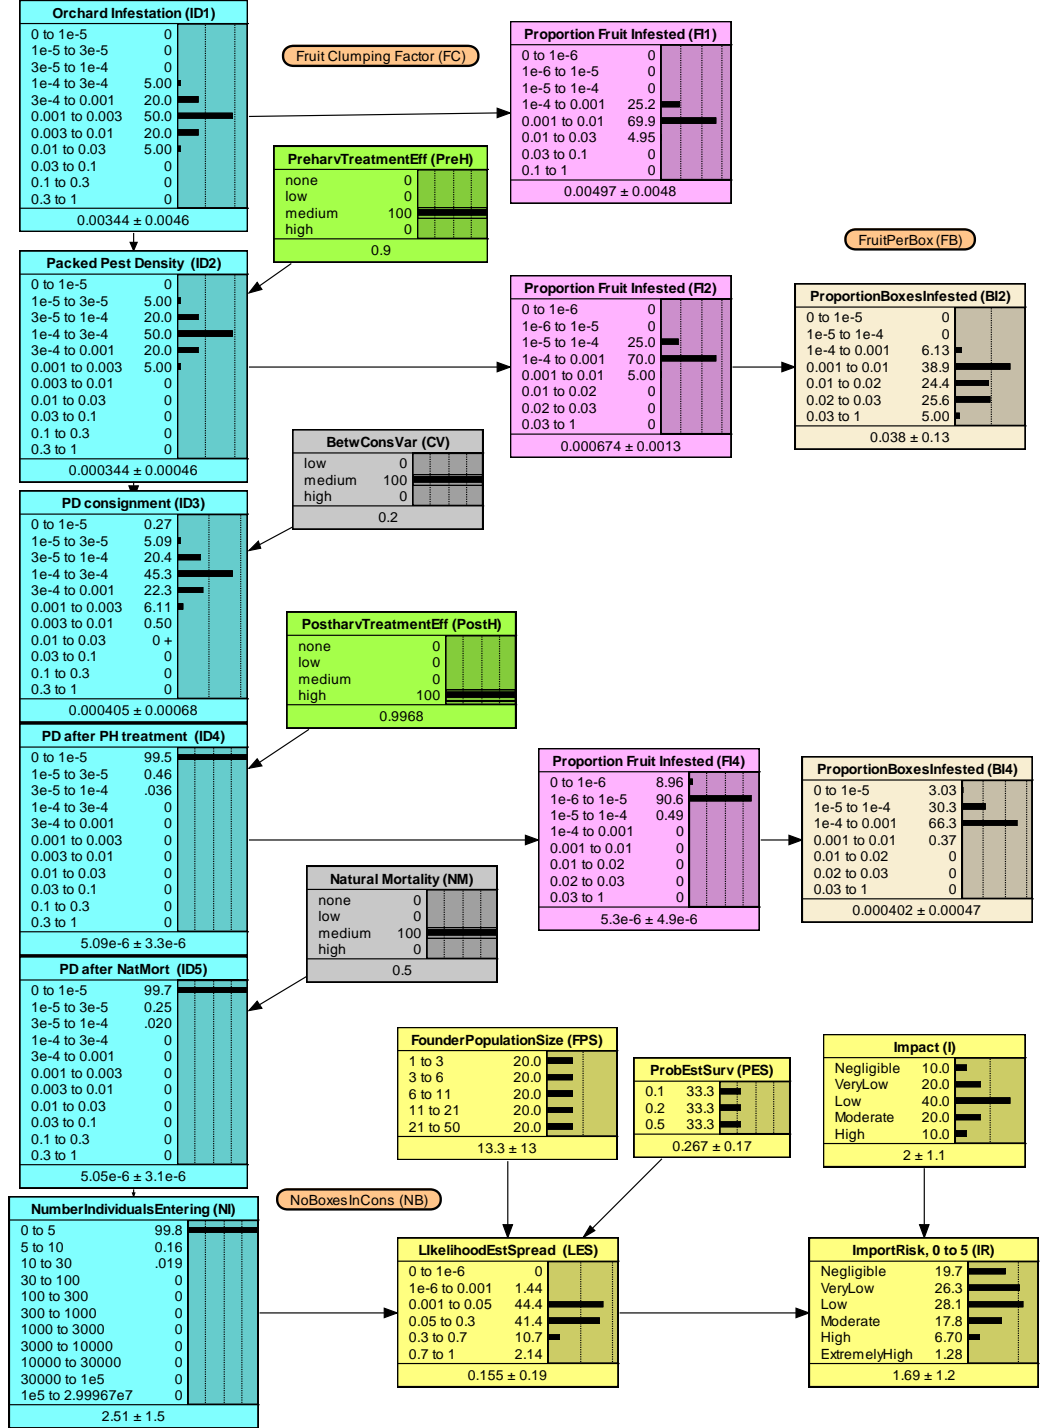 Orchard Infestation (ID1)
0 to 1e-5 0
1e-5 to 3e-5 0
3e-5 to 1e-4 0
1e-4 to 3e-4 5.00
3e-4 to 0.001 20.0
0.001 to 0.003 50.0
0.003 to 0.01 20.0
0.01 to 0.03 5.00
0.03 to 0.1 0
0.1 to 0.3 0
0.3 to 1 0
0.00344 ± 0.0046
Fruit Clumping Factor (FC)
Proportion Fruit Infested (FI1)
0 to 1e-6 0
1e-6 to 1e-5 0
1e-5 to 1e-4 0
1e-4 to 0.001 25.2
0.001 to 0.01 69.9
0.01 to 0.03 4.95
0.03 to 0.1 0
0.1 to 1 0
0.00497 ± 0.0048
PreharvTreatmentEff (PreH)
none 0
low 0
medium 100
high 0
0.9
FruitPerBox (FB)
Packed Pest Density (ID2)
0 to 1e-5 0
1e-5 to 3e-5 5.00
3e-5 to 1e-4 20.0
1e-4 to 3e-4 50.0
3e-4 to 0.001 20.0
0.001 to 0.003 5.00
0.003 to 0.01 0
0.01 to 0.03 0
0.03 to 0.1 0
0.1 to 0.3 0
0.3 to 1 0
0.000344 ± 0.00046
Proportion Fruit Infested (FI2)
0 to 1e-6 0
1e-6 to 1e-5 0
1e-5 to 1e-4 25.0
1e-4 to 0.001 70.0
0.001 to 0.01 5.00
0.01 to 0.02 0
0.02 to 0.03 0
0.03 to 1 0
0.000674 ± 0.0013
ProportionBoxesInfested (BI2)
0 to 1e-5 0
1e-5 to 1e-4 0
1e-4 to 0.001 6.13
0.001 to 0.01 38.9
0.01 to 0.02 24.4
0.02 to 0.03 25.6
0.03 to 1 5.00
0.038 ± 0.13
BetwConsVar (CV)
low 0
medium 100
high 0
0.2
PD consignment (ID3)
0 to 1e-5 0.27
1e-5 to 3e-5 5.09
3e-5 to 1e-4 20.4
1e-4 to 3e-4 45.3
3e-4 to 0.001 22.3
0.001 to 0.003 6.11
0.003 to 0.01 0.50
0.01 to 0.03 0 +
0.03 to 0.1 0
0.1 to 0.3 0
0.3 to 1 0
0.000405 ± 0.00068
PostharvTreatmentEff (PostH)
none 0
low 0
medium 0
high 100
0.9968
PD after PH treatment (ID4)
0 to 1e-5 99.5
1e-5 to 3e-5 0.46
3e-5 to 1e-4 .036
1e-4 to 3e-4 0
3e-4 to 0.001 0
0.001 to 0.003 0
0.003 to 0.01 0
0.01 to 0.03 0
0.03 to 0.1 0
0.1 to 0.3 0
0.3 to 1 0
5.09e-6 ± 3.3e-6
Proportion Fruit Infested (FI4)
0 to 1e-6 8.96
1e-6 to 1e-5 90.6
1e-5 to 1e-4 0.49
1e-4 to 0.001 0
0.001 to 0.01 0
0.01 to 0.02 0
0.02 to 0.03 0
0.03 to 1 0
5.3e-6 ± 4.9e-6
ProportionBoxesInfested (BI4)
0 to 1e-5 3.03
1e-5 to 1e-4 30.3
1e-4 to 0.001 66.3
0.001 to 0.01 0.37
0.01 to 0.02 0
0.02 to 0.03 0
0.03 to 1 0
0.000402 ± 0.00047
Natural Mortality (NM)
none 0
low 0
medium 100
high 0
0.5
PD after NatMort (ID5)
0 to 1e-5 99.7
1e-5 to 3e-5 0.25
3e-5 to 1e-4 .020
1e-4 to 3e-4 0
3e-4 to 0.001 0
0.001 to 0.003 0
0.003 to 0.01 0
0.01 to 0.03 0
0.03 to 0.1 0
0.1 to 0.3 0
0.3 to 1 0
5.05e-6 ± 3.1e-6
FounderPopulationSize (FPS)
1 to 3 20.0
3 to 6 20.0
6 to 11 20.0
11 to 21 20.0
21 to 50 20.0
13.3 ± 13
ProbEstSurv (PES)
0.1 33.3
0.2 33.3
0.5 33.3
0.267 ± 0.17
Impact (I)
Negligible 10.0
VeryLow 20.0
Low 40.0
Moderate 20.0
High 10.0
2 ± 1.1
NumberIndividualsEntering (NI)
0 to 5 99.8
5 to 10 0.16
10 to 30 .019
30 to 100 0
100 to 300 0
300 to 1000 0
1000 to 3000 0
3000 to 10000 0
10000 to 30000 0
30000 to 1e5 0
1e5 to 2.99967e7 0
2.51 ± 1.5
NoBoxesInCons (NB)
LIkelihoodEstSpread (LES)
0 to 1e-6 0
1e-6 to 0.001 1.44
0.001 to 0.05 44.4
0.05 to 0.3 41.4
0.3 to 0.7 10.7
0.7 to 1 2.14
0.155 ± 0.19
ImportRisk, 0 to 5 (IR)
Negligible 19.7
VeryLow 26.3
Low 28.1
Moderate 17.8
High 6.70
ExtremelyHigh 1.28
1.69 ± 1.2